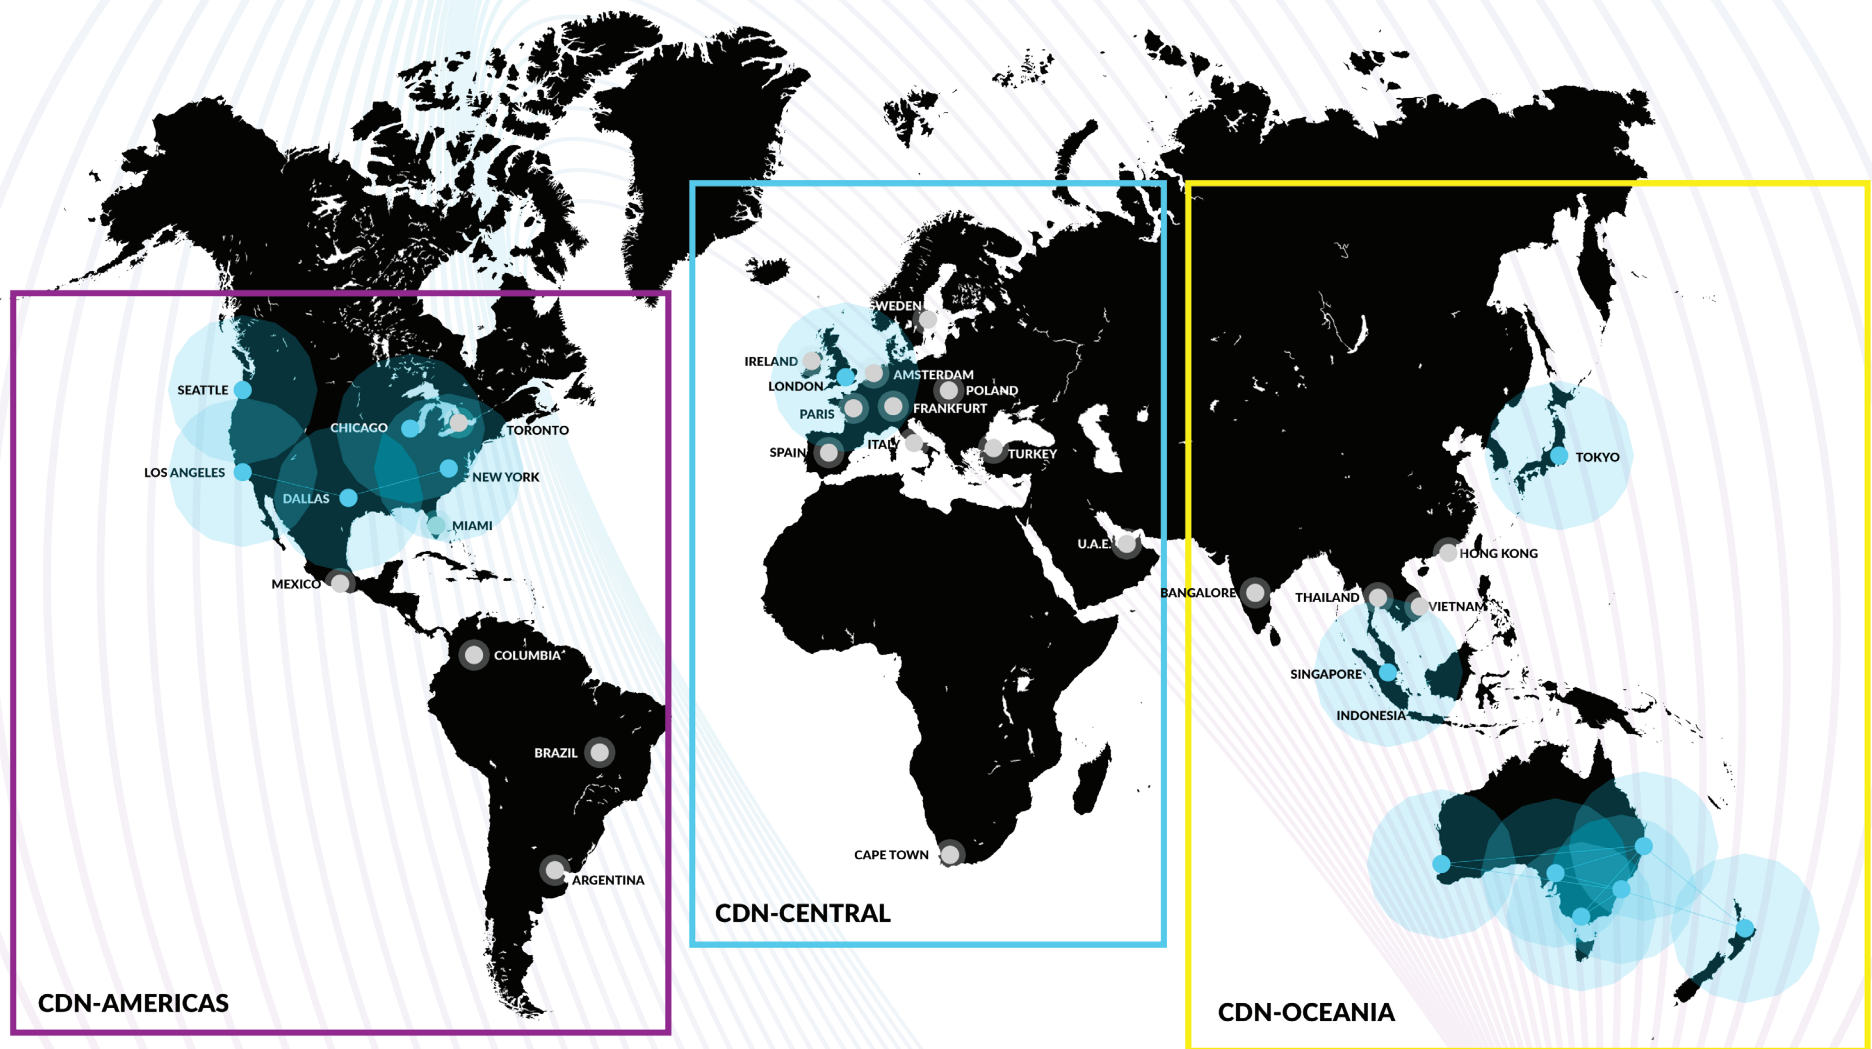 SEATTLE
CHICAGO
TORONTO
LOS ANGELES
NEW YORK
DALLAS
MIAMI
MEXICO
COLUMBIA
BRAZIL
ARGENTINA
CDN-AMERICAS
SWEDEN
IRELAND
AMSTERDAM
LONDON
POLAND
PARIS
FRANKFURT
ITALY
SPAIN
TURKEY
U.A.E.
CAPE TOWN
CDN-CENTRAL
TOKYO
HONG KONG
BANGALORE
THAILAND
VIETNAM
SINGAPORE
INDONESIA
CDN-OCEANIA